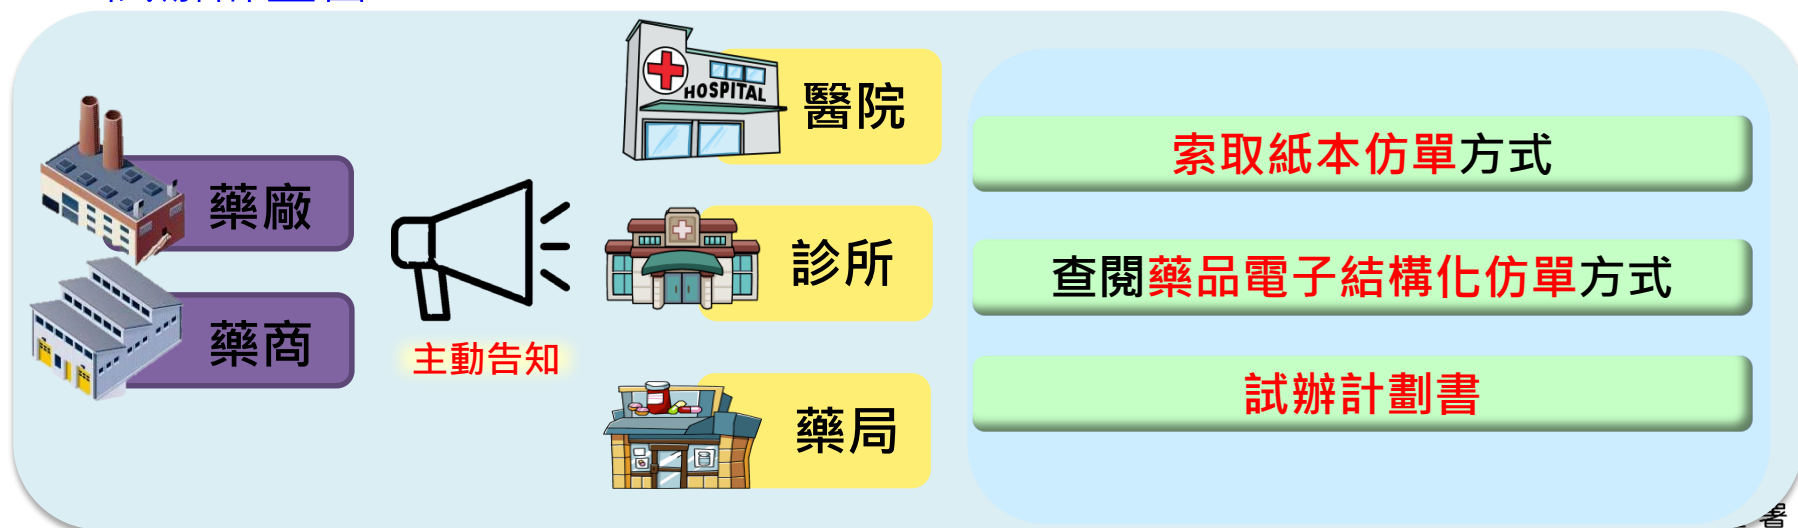 藥廠
藥商
主動告知
HOSPITAL
醫院
診所
藥局
索取紙本仿單方式
查閱藥品電子結構化仿單方式
試辦計劃書
署